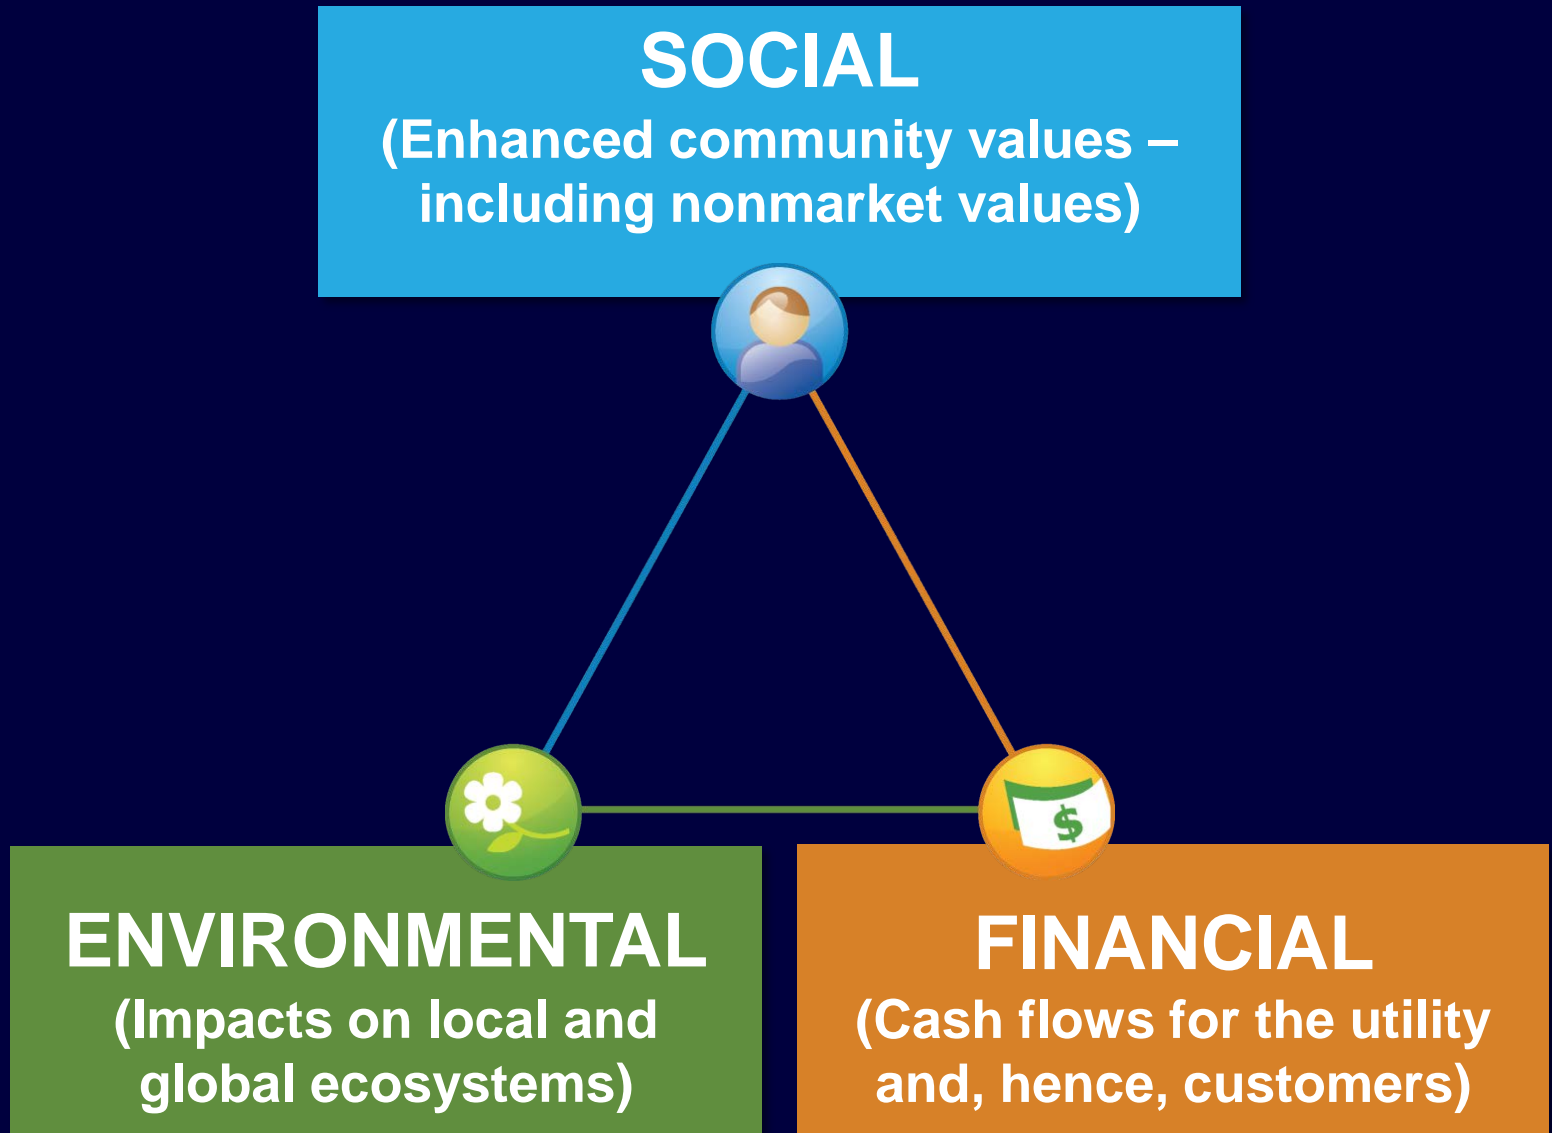 SOCIAL
(Enhanced community values –
including nonmarket values)
$
ENVIRONMENTAL
(Impacts on local and
global ecosystems)
FINANCIAL
(Cash flows for the utility
and, hence, customers)